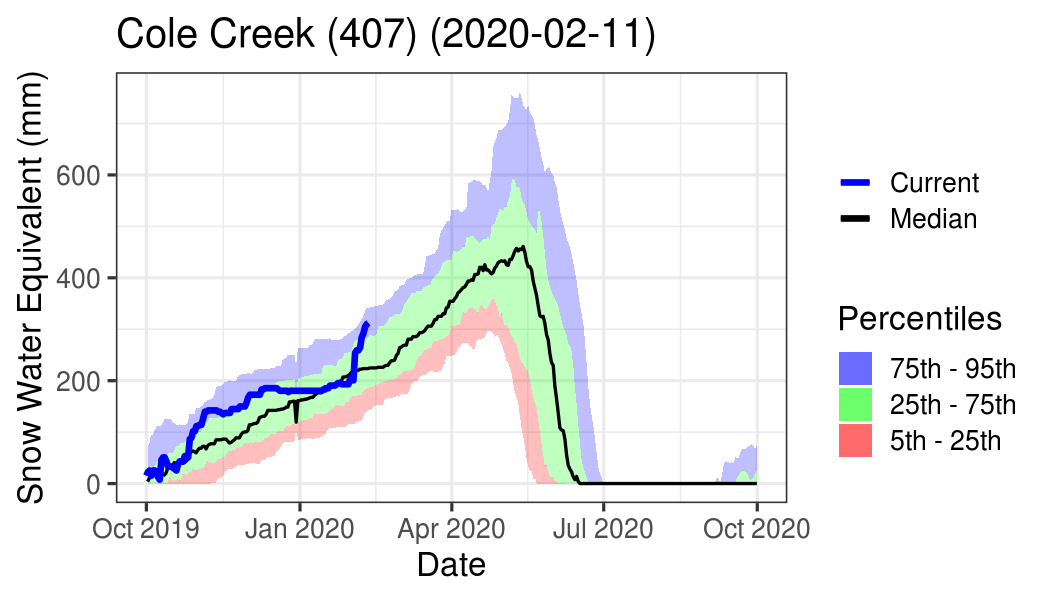 Cole Creek (407) (2020-02-11)
Snow Water Equivalent (mm)
600
400
200
0
Oct 2019
Jan 2020
Apr 2020
Jul 2020
Oct 2020
Date
Current
Median
Percentiles
75th - 95th
25th - 75th
5th - 25th